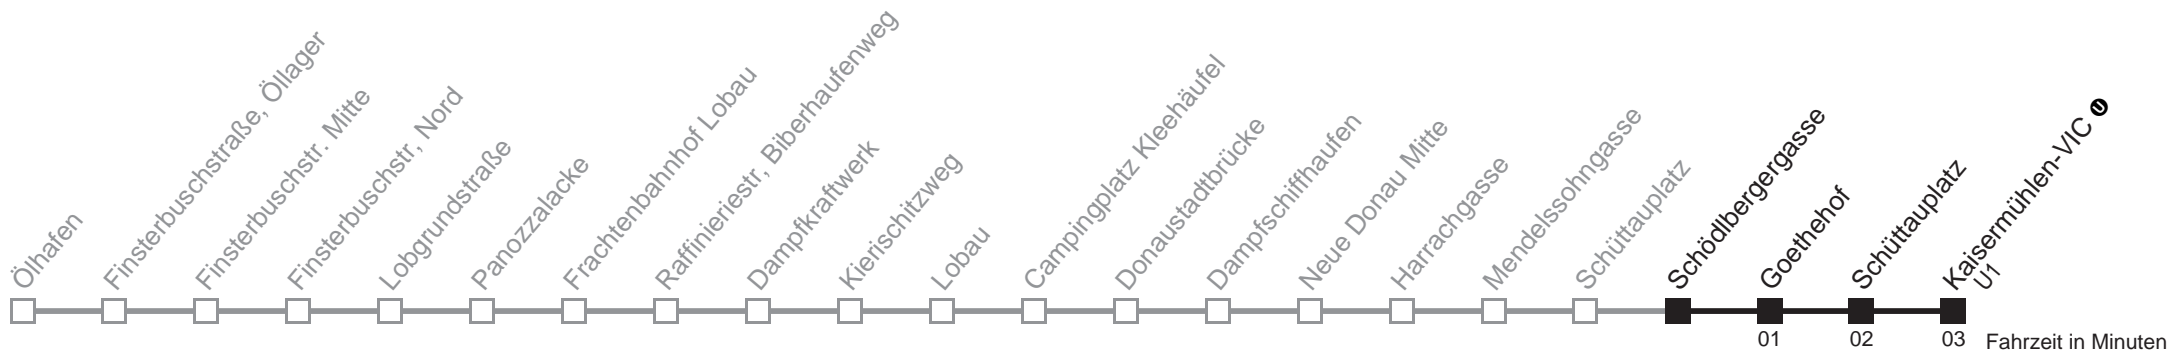 Ölhafen
Finsterbuschstraße, Öllager
Finsterbuschstr. Mitte
Finsterbuschstr, Nord
Lobgrundstraße
Panozzalacke
Frachtenbahnhof Lobau
Raffinieriestr, Biberhaufenweg
Dampfkraftwerk
Kierischitzweg
Lobau
Campingplatz Kleehäufel
Donaustadtbrücke
Dampfschiffhaufen
Neue Donau Mitte
Harrachgasse
Mendelssohngasse
Schüttauplatz
Schödlbergergasse
Goethehof
Schüttauplatz
Kaisermühlen-VIC U
U1
01 02 03 Fahrzeit in Minuten